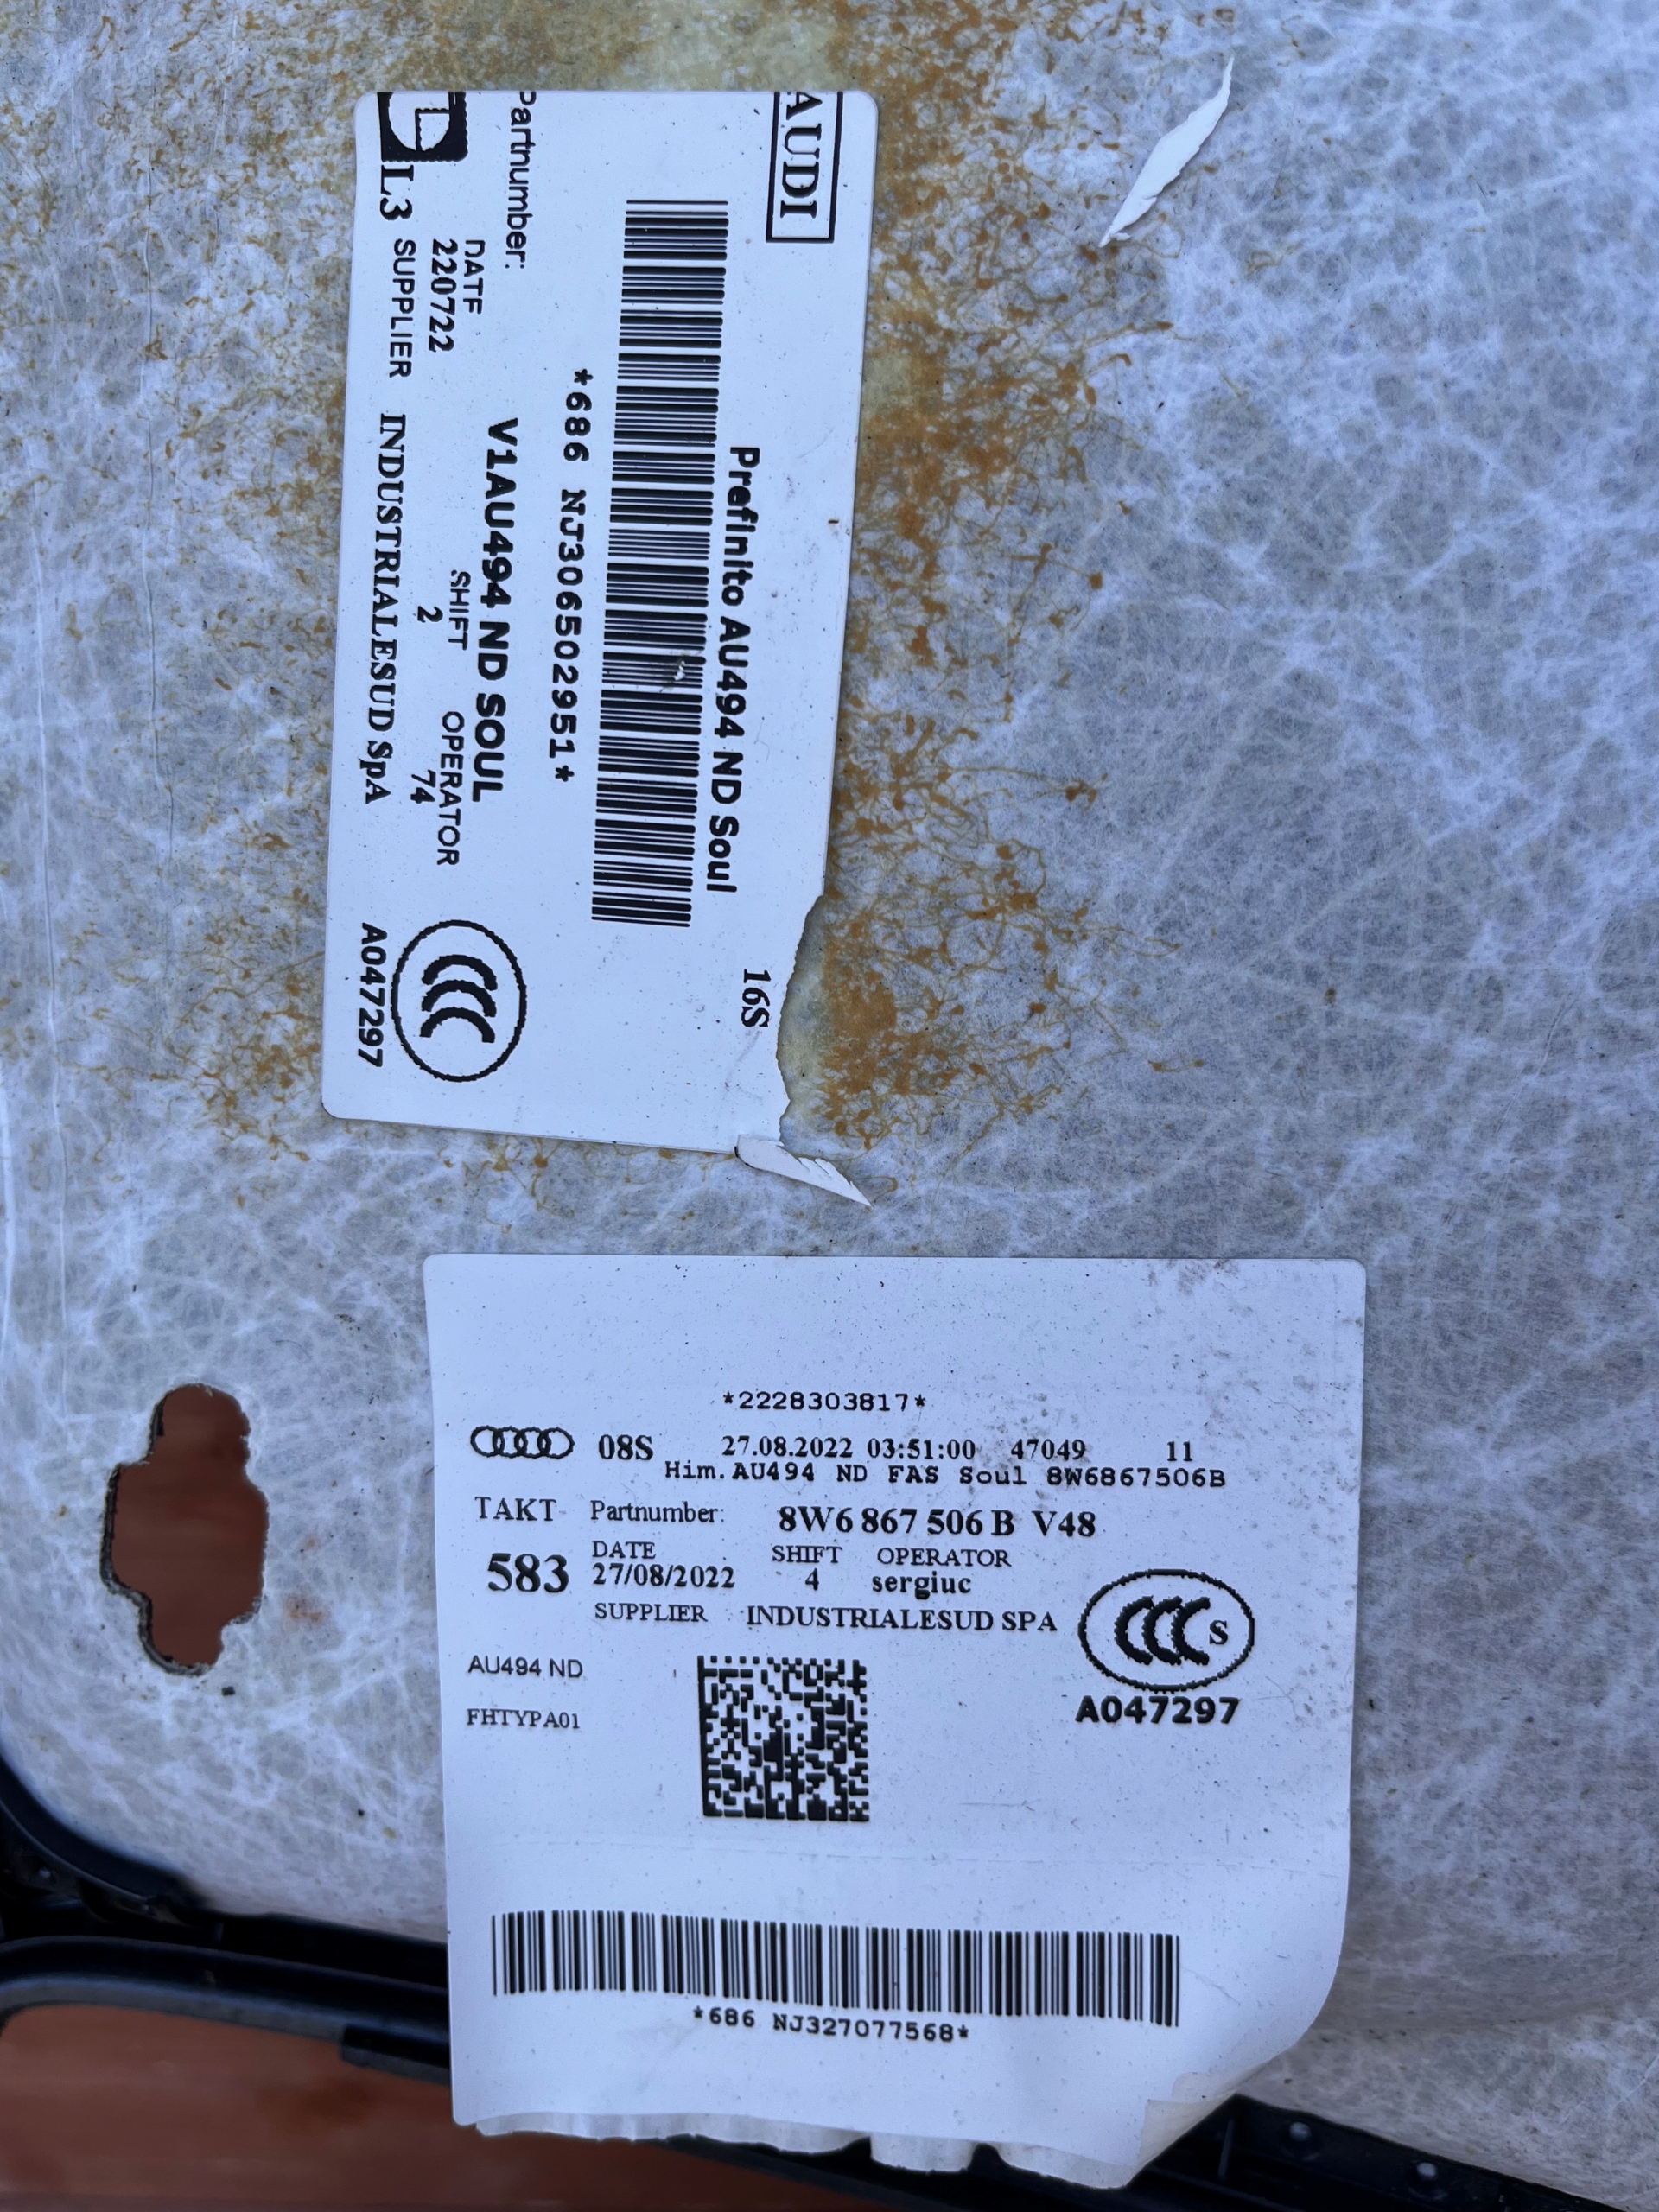 AUDI
Prefinito AU494 ND Soul
16S
*686 NJ306502951*
Partnumber:
V1AU494 ND SOUL
DATE SHIFT OPERATOR
220722 2 74
L3 SUPPLIER INDUSTRIALESUD SpA
A047297
*2228303817*
08S 27.08.2022 03:51:00 47049 11
Him.AU494 ND FAS Soul 8W6867506B
TAKT Partnumber: 8W6 867 506 B V48
DATE SHIFT OPERATOR
583 27/08/2022 4 sergiuc
SUPPLIER INDUSTRIALESUD SPA
S
AU494 ND
A047297
FHTYPA01
*686 NJ327077568*